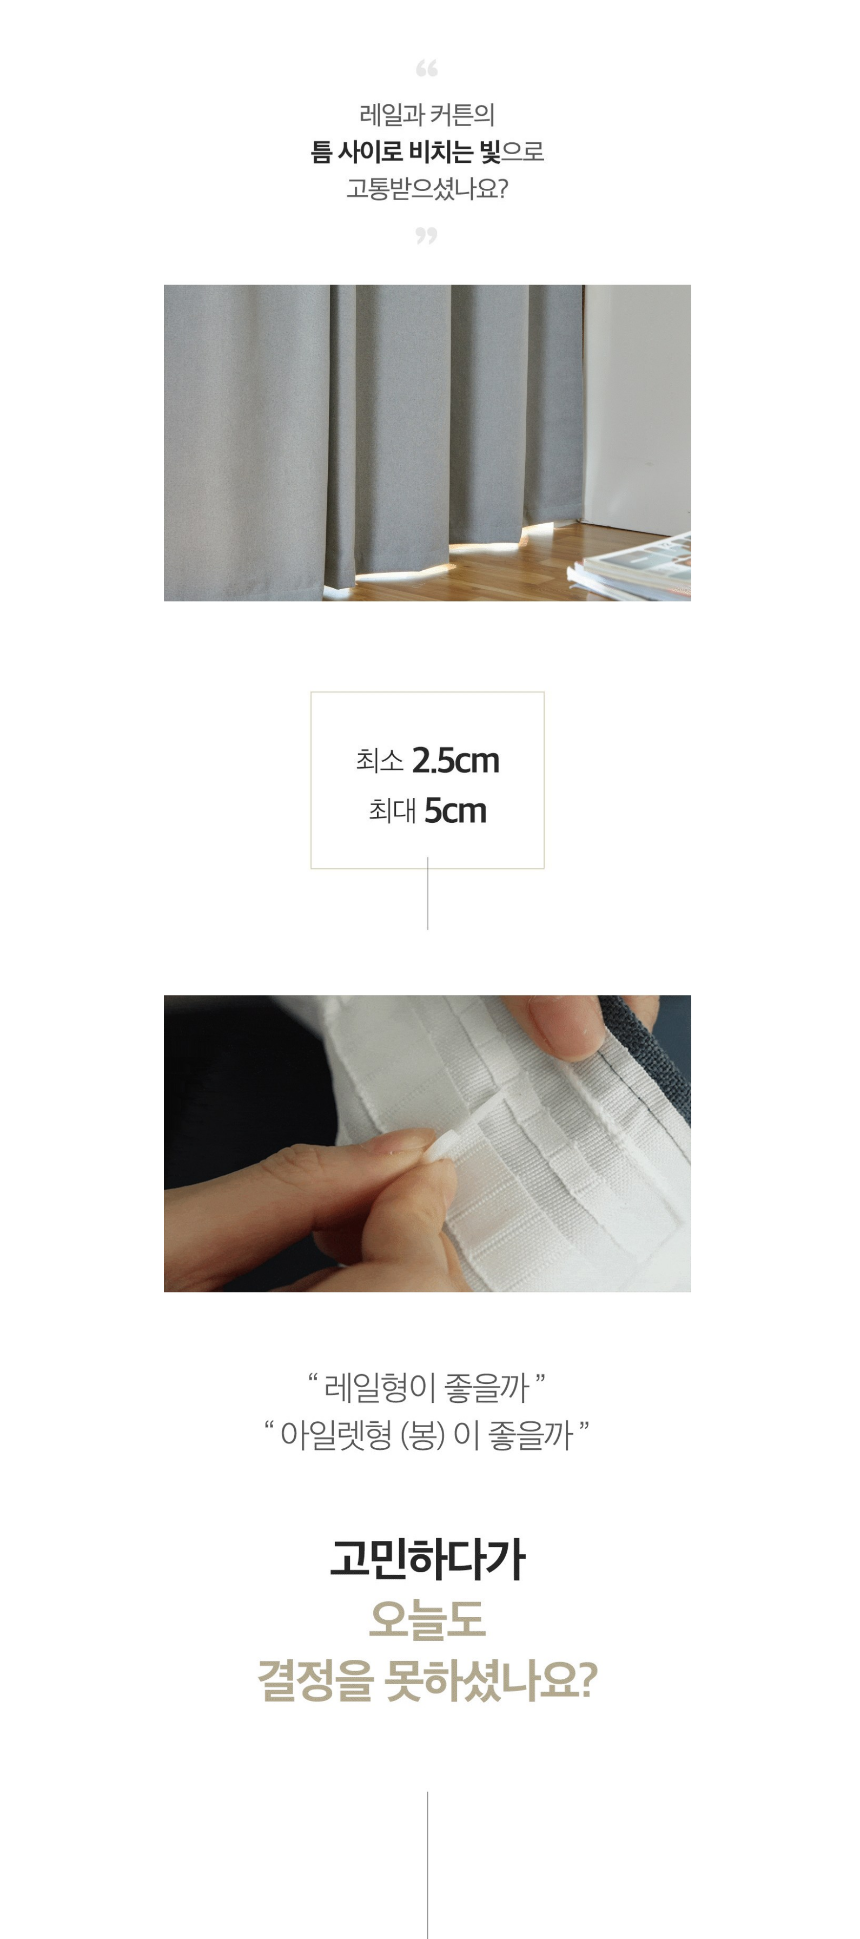 “
레일과 커튼의
틈 사이로 비치는 빛으로
고통받으셨나요?
”
최소 2.5cm
최대 5cm
“ 레일형이 좋을까 ”
“ 아일렛형 (봉) 이 좋을까 ”
고민하다가
오늘도
결정을 못하셨나요?